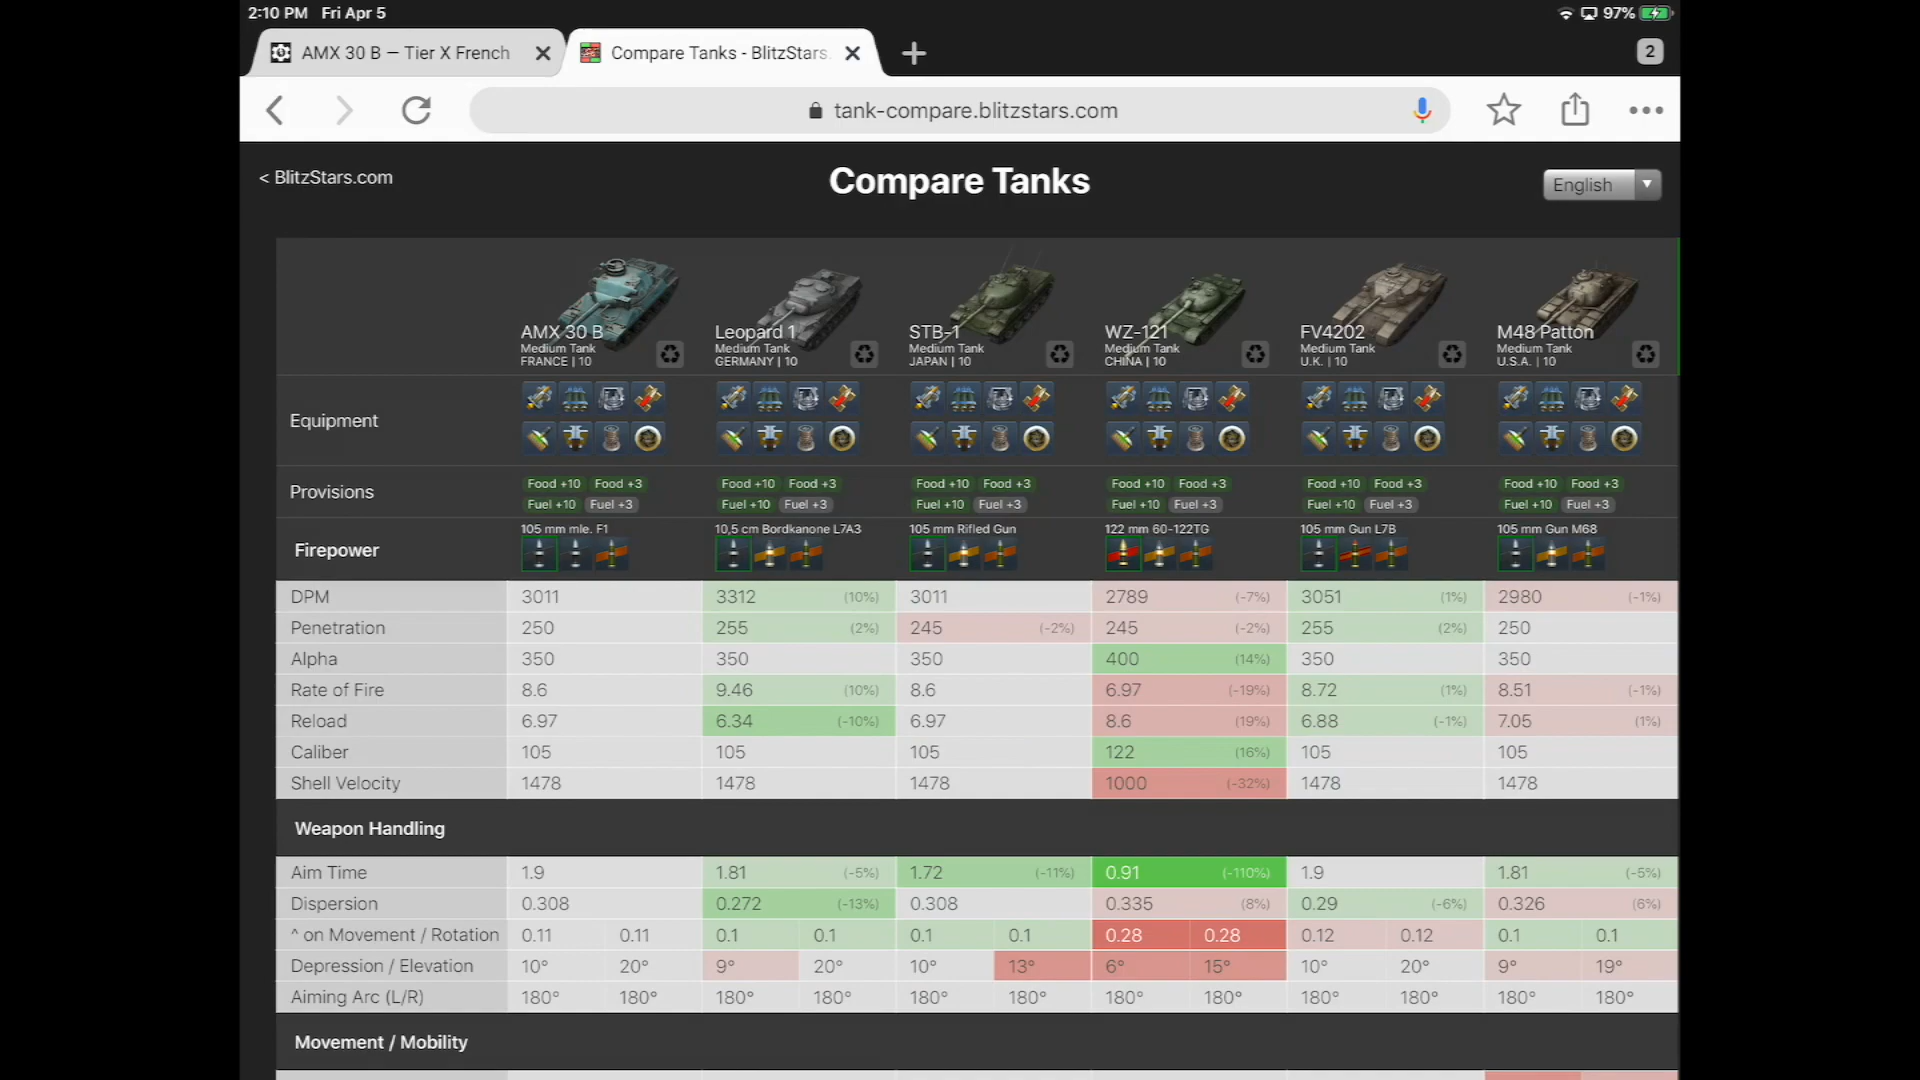 2:10 PM Fri Apr 5 97%
AMX 30 B — Tier X French Compare Tanks - BlitzStars. 2
tank-compare.blitzstars.com
< BlitzStars.com Compare Tanks English
AMX 30 B Leopard 1 STB-1 WZ-121 FV4202 M48 Patton
Medium Tank Medium Tank Medium Tank Medium Tank Medium Tank Medium Tank
FRANCE | 10 GERMANY | 10 JAPAN | 10 CHINA | 10 U.K. | 10 U.S.A. | 10
Equipment
Provisions
Food +10 Food +3 Food +10 Food +3 Food +10 Food +3 Food +10 Food +3 Food +10 Food +3 Food +10 Food +3
Fuel +10 Fuel +3 Fuel +10 Fuel +3 Fuel +10 Fuel +3 Fuel +10 Fuel +3 Fuel +10 Fuel +3 Fuel +10 Fuel +3
Firepower
105 mm mle. F1 10,5 cm Bordkanone L7A3 105 mm Rifled Gun 122 mm 60-122TG 105 mm Gun L7B 105 mm Gun M68
DPM 3011 3312 (10%) 3011 2789 (-7%) 3051 (1%) 2980 (-1%)
Penetration 250 255 (2%) 245 (-2%) 245 (-2%) 255 (2%) 250
Alpha 350 350 350 400 (14%) 350 350
Rate of Fire 8.6 9.46 (10%) 8.6 6.97 (-19%) 8.72 (1%) 8.51 (-1%)
Reload 6.97 6.34 (-10%) 6.97 8.6 (19%) 6.88 (-1%) 7.05 (1%)
Caliber 105 105 105 122 (16%) 105 105
Shell Velocity 1478 1478 1478 1000 (-32%) 1478 1478
Weapon Handling
Aim Time 1.9 1.81 (-5%) 1.72 (-11%) 0.91 (-110%) 1.9 1.81 (-5%)
Dispersion 0.308 0.272 (-13%) 0.308 0.335 (8%) 0.29 (-6%) 0.326 (6%)
^ on Movement / Rotation 0.11 0.11 0.1 0.1 0.1 0.1 0.28 0.28 0.12 0.12 0.1 0.1
Depression / Elevation 10° 20° 9° 20° 10° 13° 6° 15° 10° 20° 9° 19°
Aiming Arc (L/R) 180° 180° 180° 180° 180° 180° 180° 180° 180° 180° 180° 180°
Movement / Mobility